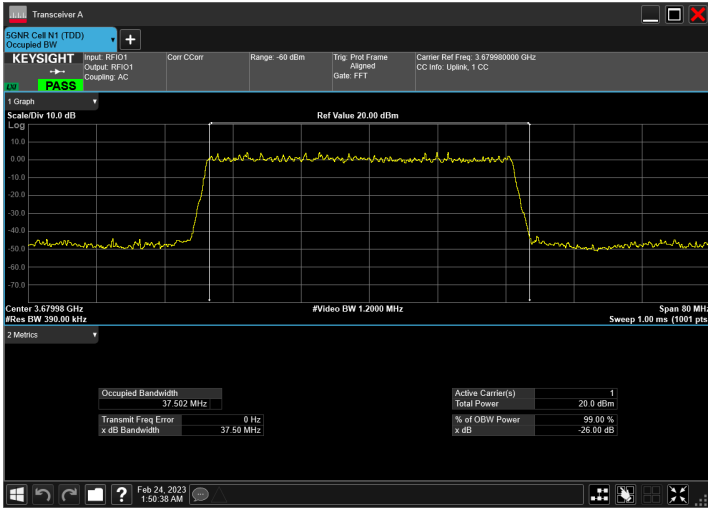 Transceiver A
5GNR Cell N1 (TDD)
Occupied BW
KEYSIGHT
LXI
PASS
Input: RFIO1
Output: RFIO1
Coupling: AC
Corr CCorr
Range: -60 dBm
Trig: Prot Frame
Aligned
Gate: FFT
Carrier Ref Freq: 3.679980000 GHz
CC Info: Uplink, 1 CC
1 Graph
Scale/Div 10.0 dB
Ref Value 20.00 dBm
Log
10.0
0.00
-10.0
-20.0
-30.0
-40.0
-50.0
-60.0
-70.0
Center 3.67998 GHz
#Video BW 1.2000 MHz
Span 80 MHz
#Res BW 390.00 kHz
Sweep 1.00 ms (1001 pts
2 Metrics
Occupied Bandwidth
37.502 MHz
Transmit Freq Error 0 Hz
x dB Bandwidth 37.50 MHz
Active Carrier(s) 1
Total Power 20.0 dBm
% of OBW Power 99.00 %
x dB -26.00 dB
?
Feb 24, 2023
1:50:38 AM